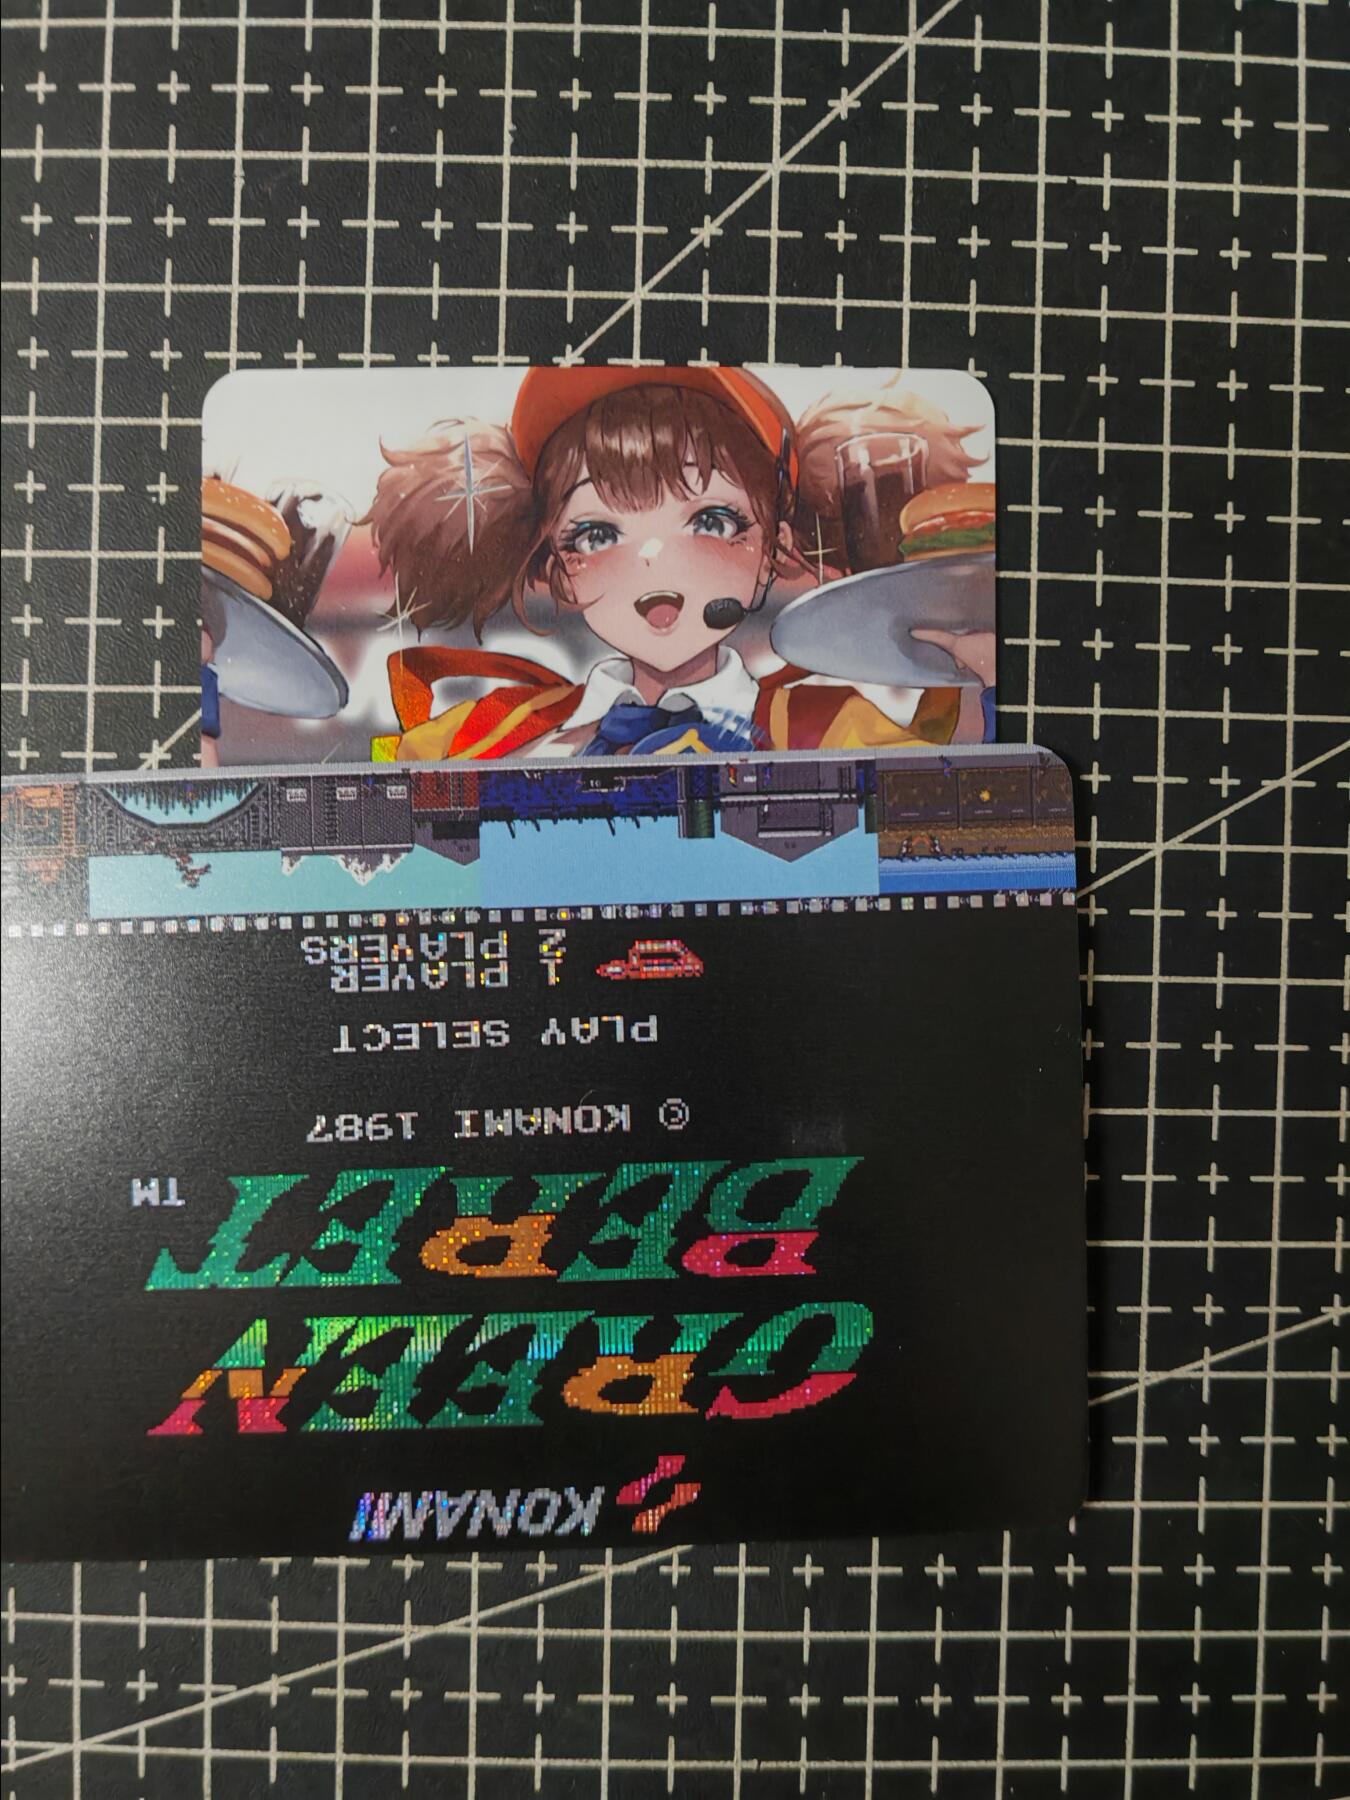 KONAMI
GREEN
BERET TM
© KONAMI 1987
PLAY SELECT
1 PLAYER
2 PLAYERS